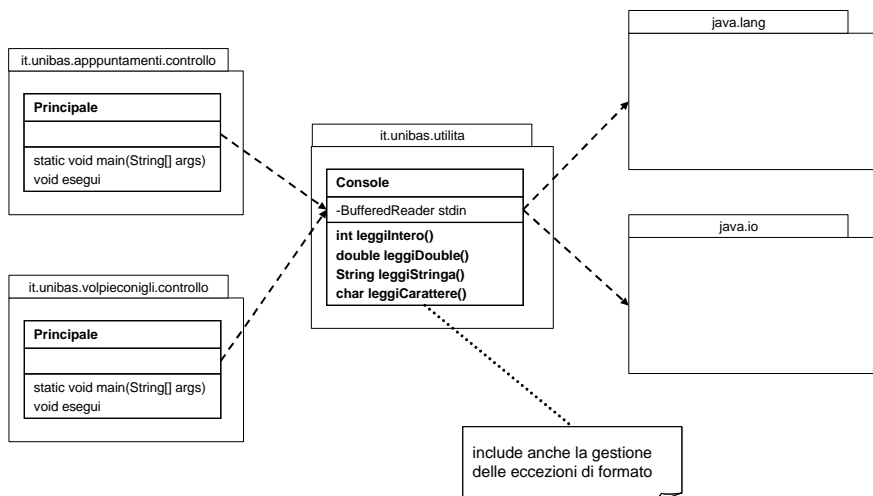 it.unibas.apppuntamenti.controllo
Principale
static void main(String[] args)
void esegui
it.unibas.volpieconigli.controllo
Principale
static void main(String[] args)
void esegui
it.unibas.utilita
Console
-BufferedReader stdin
int leggiIntero()
double leggiDouble()
String leggiStringa()
char leggiCarattere()
java.lang
java.io
include anche la gestione
delle eccezioni di formato